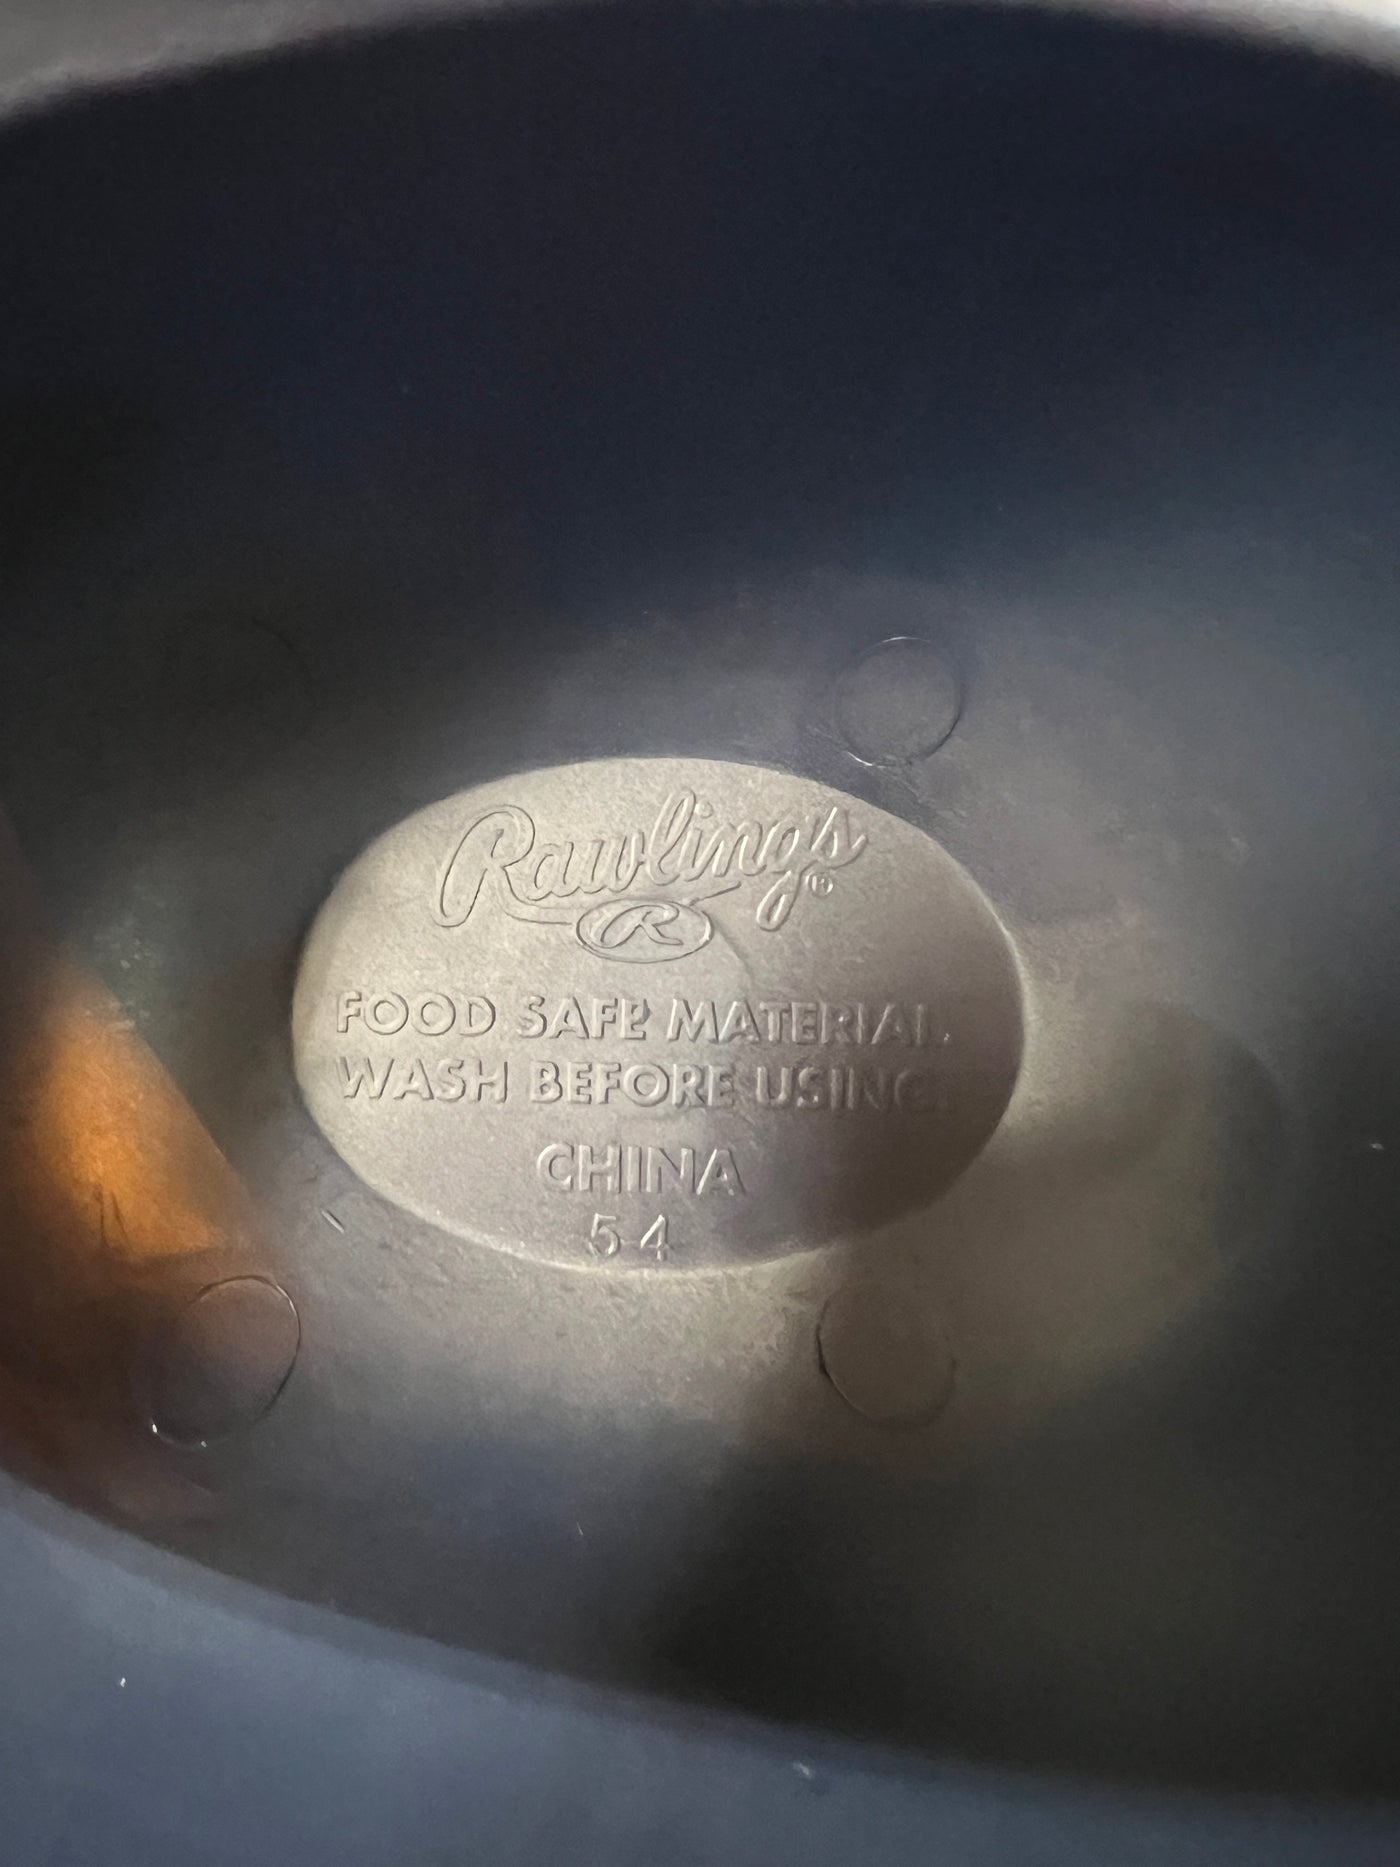 Rawlings®
R
FOOD SAFE MATERIAL.
WASH BEFORE USING.
CHINA
54